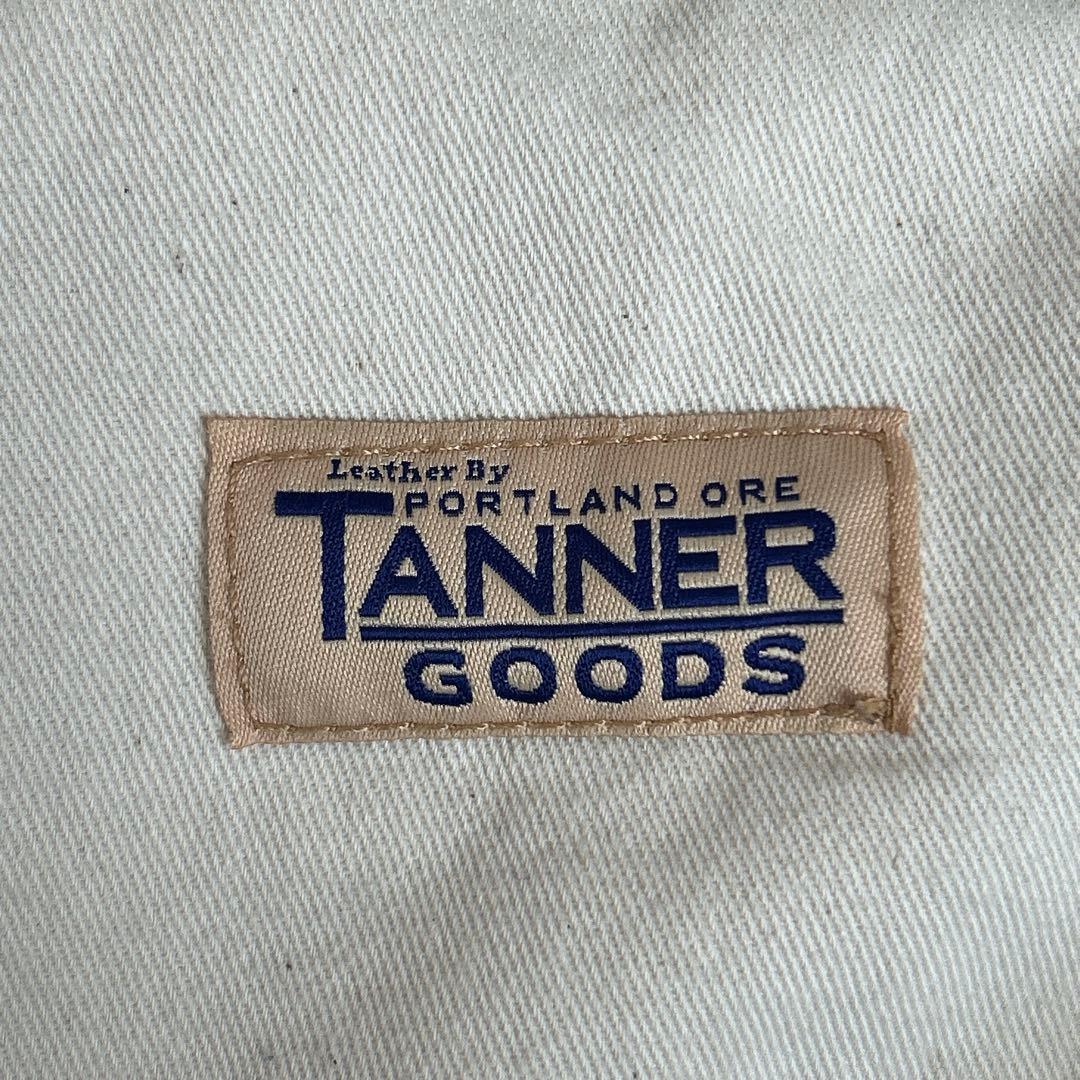 Leather By
PORTLAND ORE
TANNER
GOODS